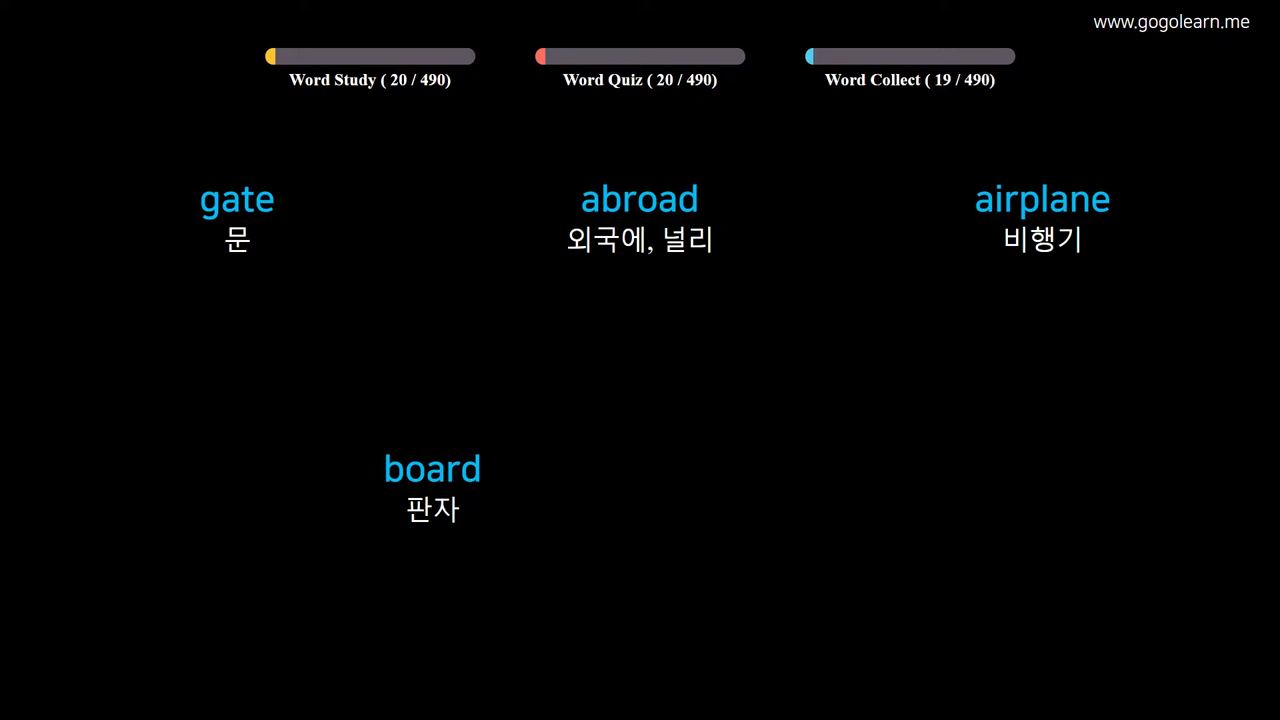 www.gogolearn.me
Word Study ( 20 / 490)
Word Quiz ( 20 / 490)
Word Collect ( 19 / 490)
gate
문
abroad
외국에, 널리
airplane
비행기
board
판자